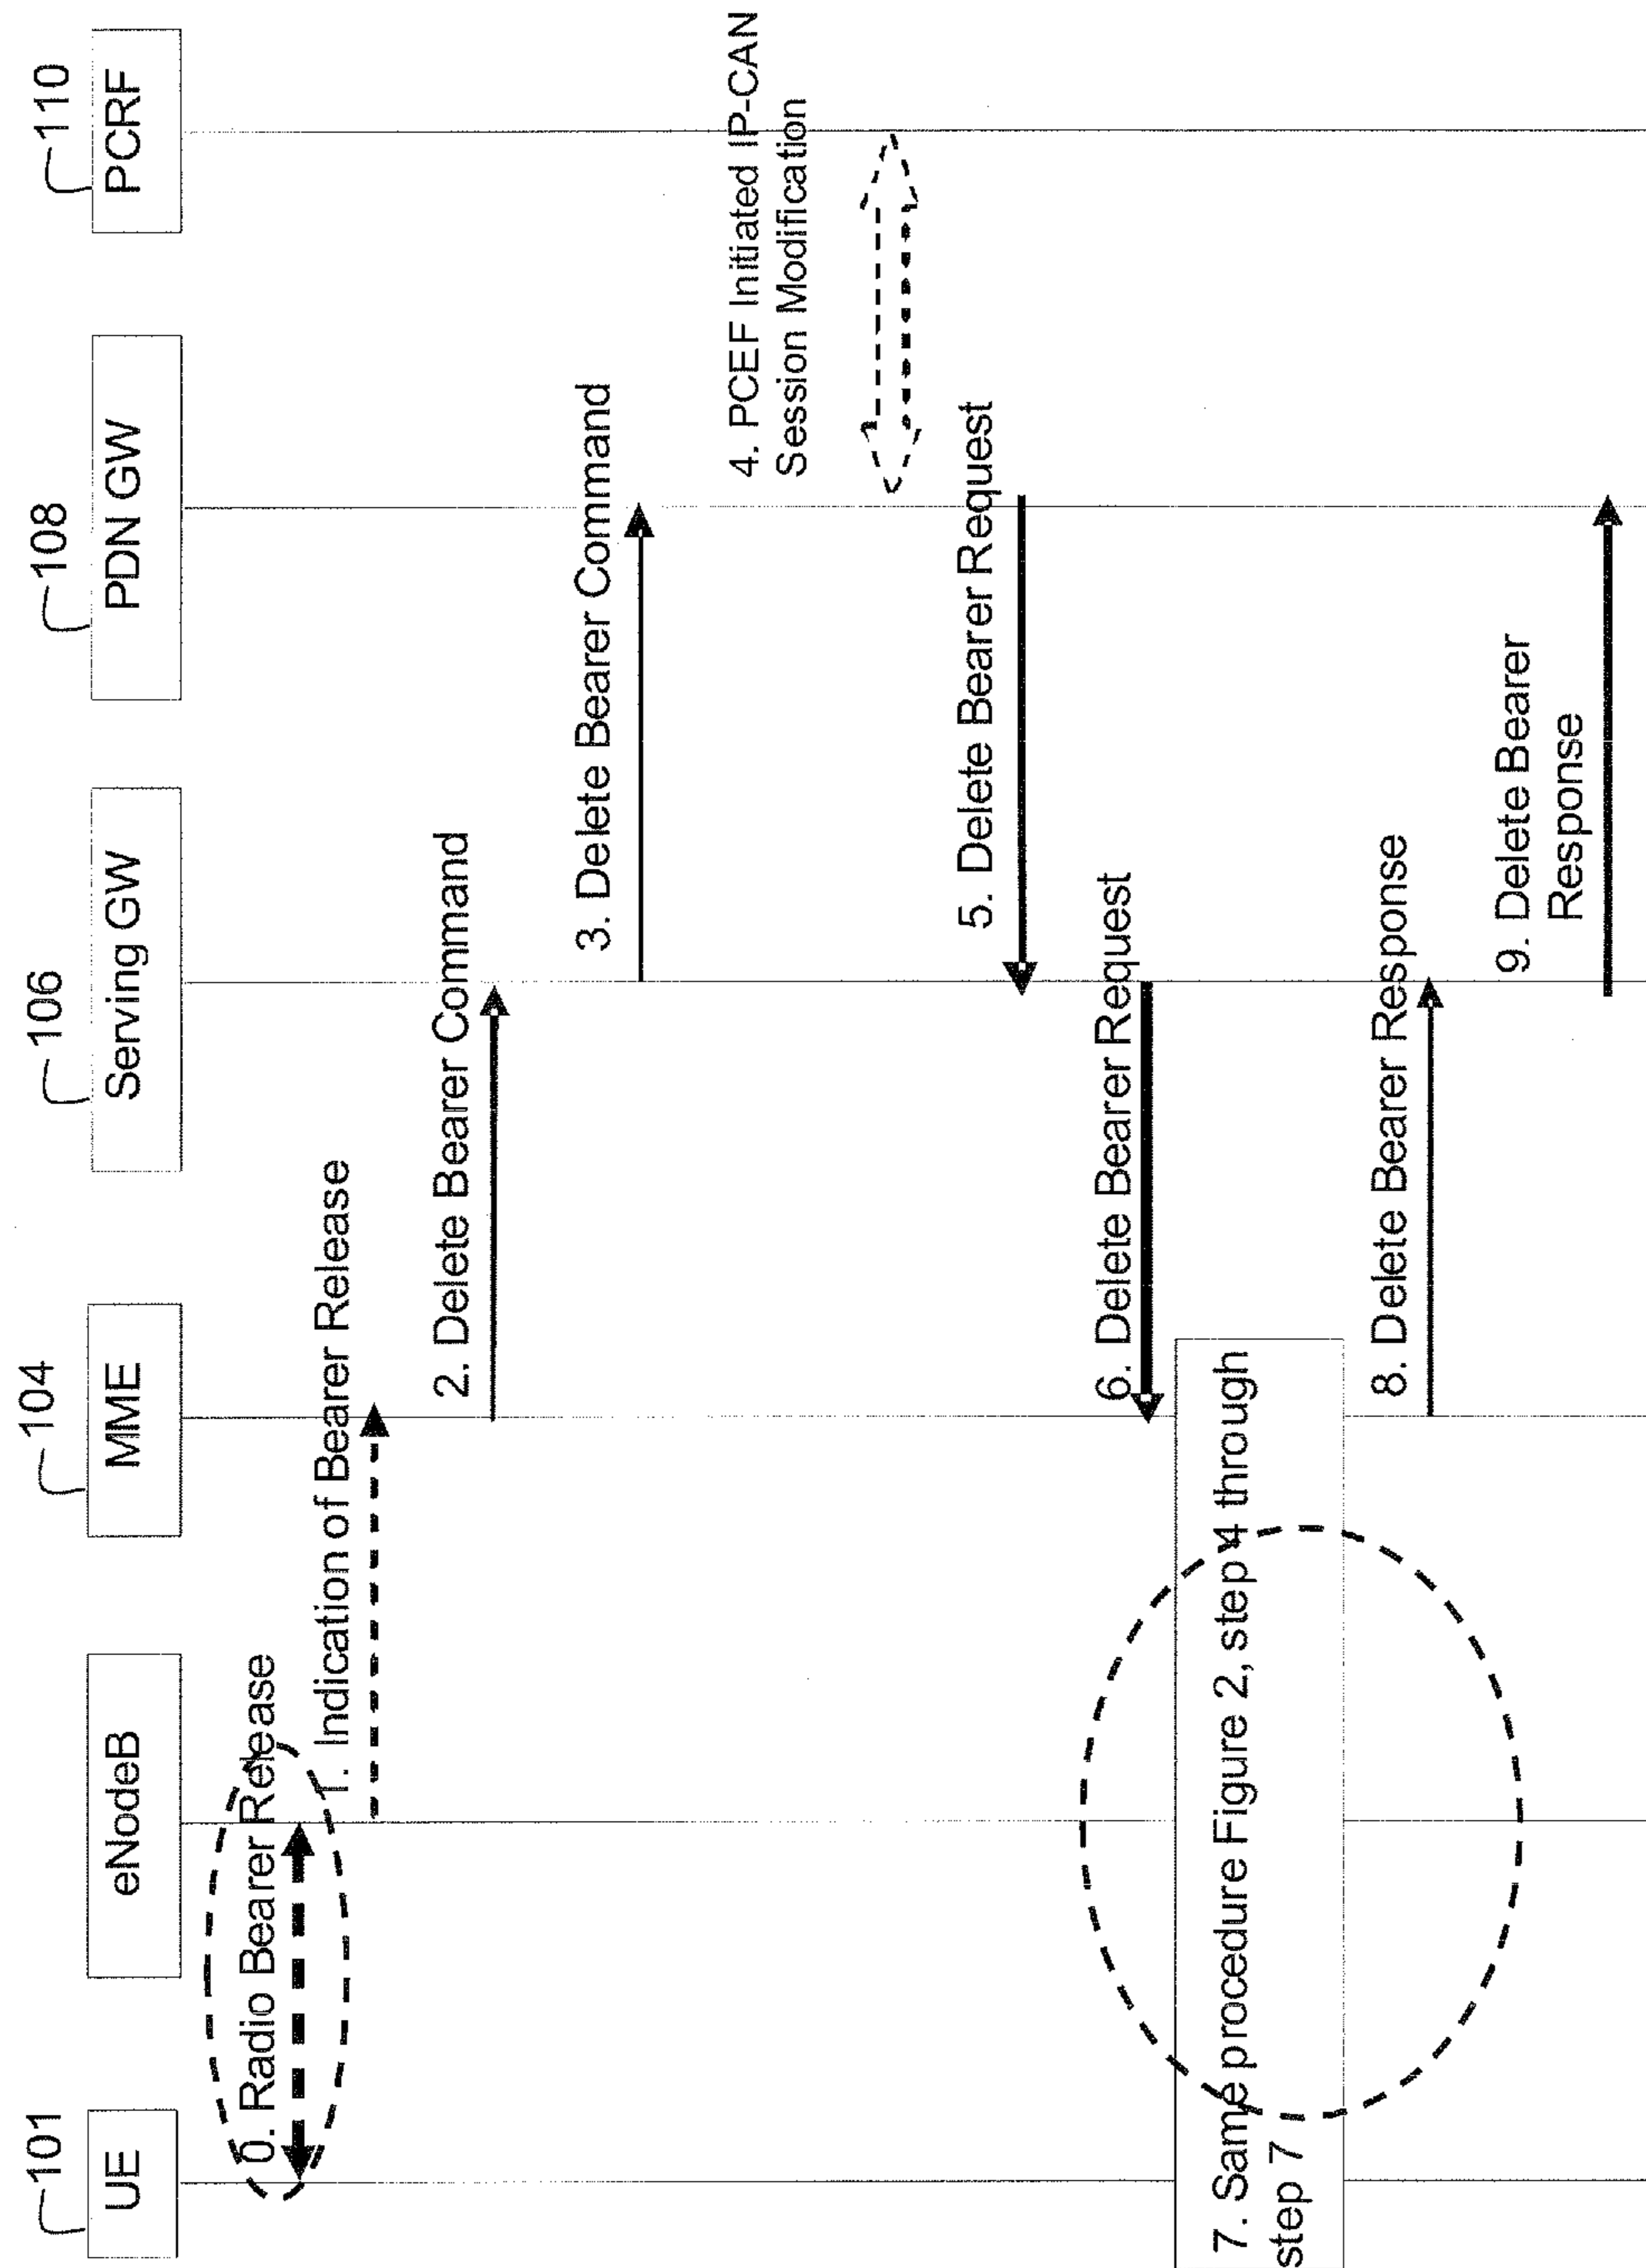 101
UE
eNodeB
104
MME
106
Serving GW
108
PDN GW
110
PCRF
0. Radio Bearer Release
1. Indication of Bearer Release
2. Delete Bearer Command
3. Delete Bearer Command
4. PCEF Initiated IP-CAN
Session Modification
5. Delete Bearer Request
6. Delete Bearer Request
7. Same procedure Figure 2, step 4 through
step 7
8. Delete Bearer Response
9. Delete Bearer
Response